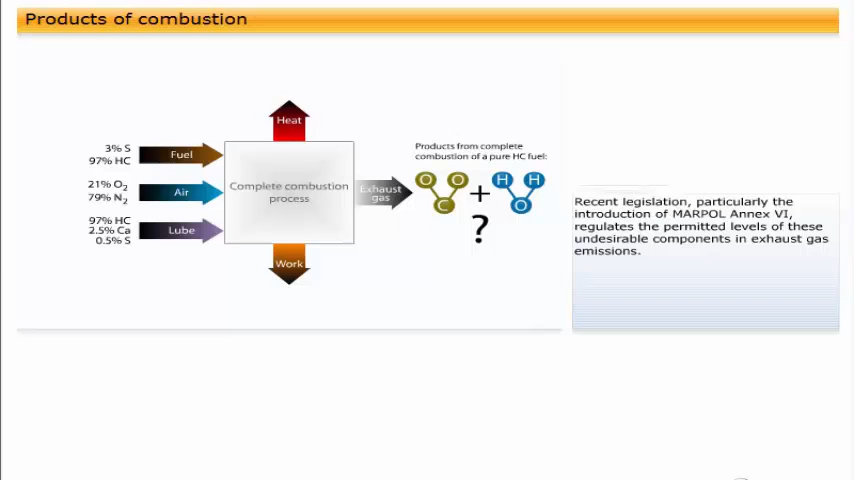 Products of combustion
Heat
3% S
97% HC
Fuel
21% O₂
79% N₂
Air
97% HC
2.5% Ca
0.5% S
Lube
Complete combustion
process
Exhaust
gas
Work
Products from complete
combustion of a pure HC fuel:
O O
C
+
H H
O
?
Recent legislation, particularly the
introduction of MARPOL Annex VI,
regulates the permitted levels of these
undesirable components in exhaust gas
emissions.